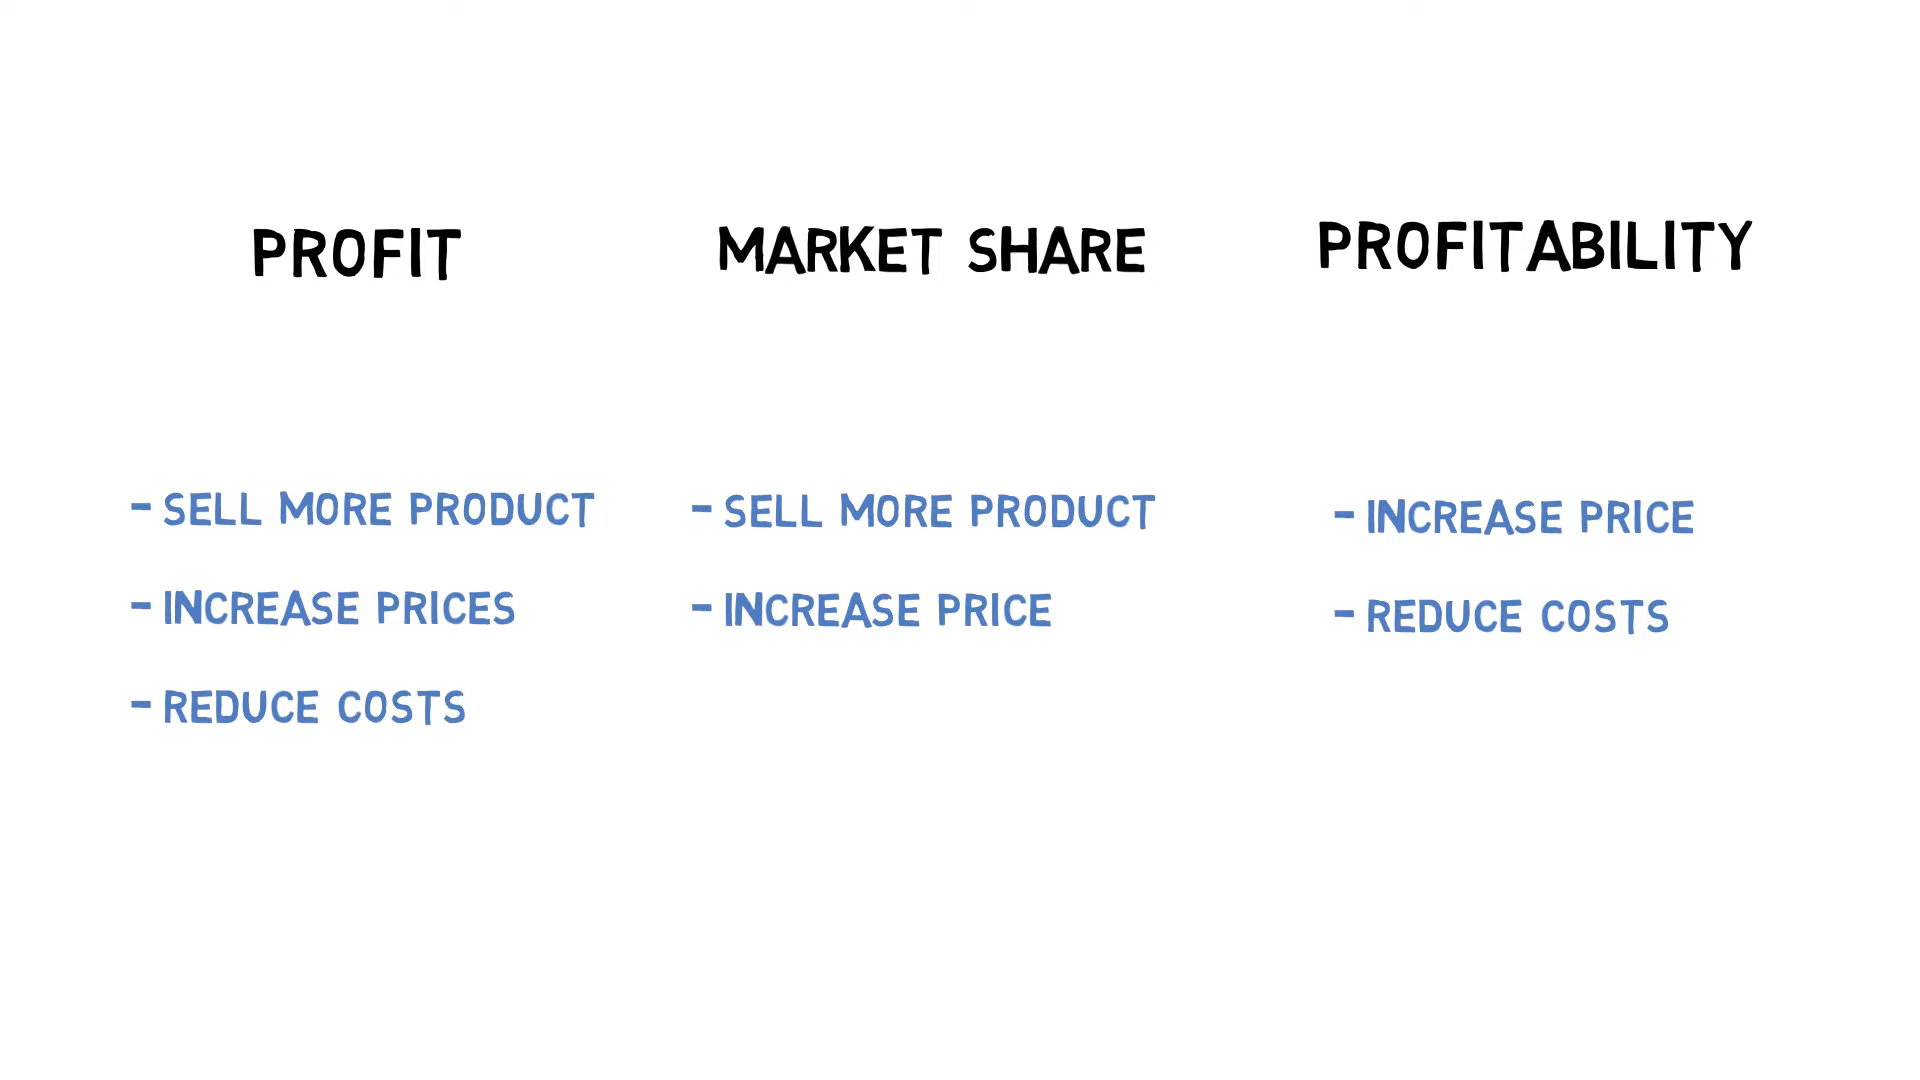 PROFIT
- SELL MORE PRODUCT
- INCREASE PRICES
- REDUCE COSTS
MARKET SHARE
- SELL MORE PRODUCT
- INCREASE PRICE
PROFITABILITY
- INCREASE PRICE
- REDUCE COSTS